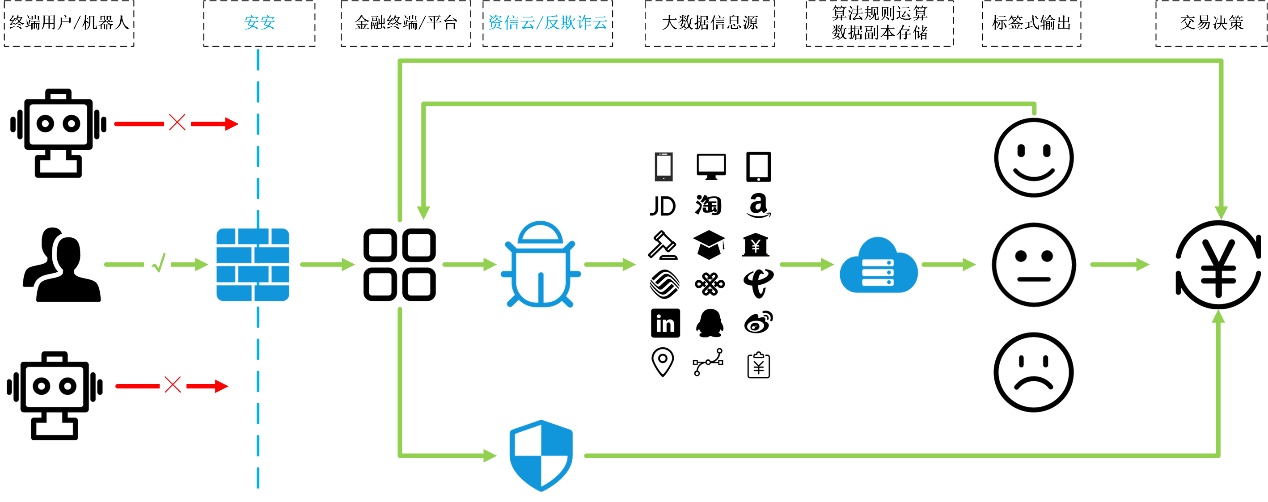 终端用户/机器人
安安
金融终端/平台
资信云/反欺诈云
大数据信息源
算法规则运算
数据副本存储
标签式输出
交易决策
JD 淘 a
¥
in
¥
¥